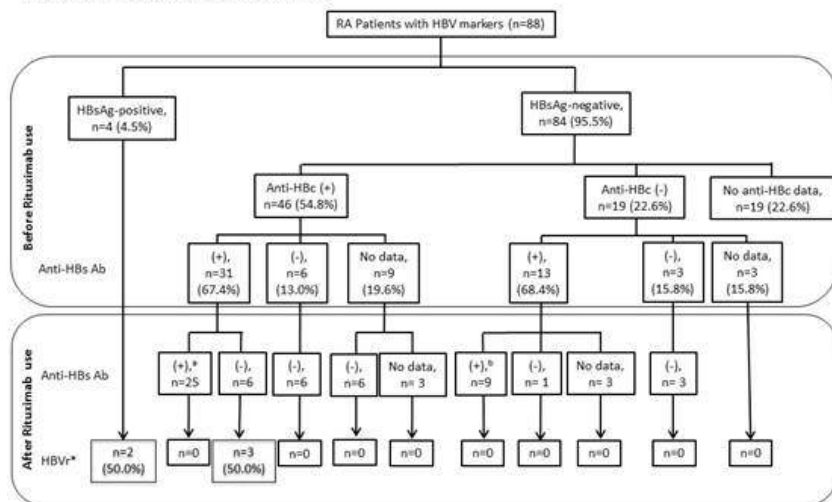 RA Patients with HBV markers (n=88)
HBsAg-positive,
n=4 (4.5%)
HBsAg-negative,
n=84 (95.5%)
Before Rituximab use
Anti-HBc (+)
n=46 (54.8%)
Anti-HBc (-)
n=19 (22.6%)
No anti-HBc data,
n=19 (22.6%)
Anti-HBs Ab
(+),
n=31
(67.4%)
(-),
n=6
(13.0%)
No data,
n=9
(19.6%)
(+),
n=13
(68.4%)
(-),
n=3
(15.8%)
No data,
n=3
(15.8%)
After Rituximab use
Anti-HBs Ab
(+),ª
n=25
(-),
n=6
(-),
n=6
(-),
n=6
No data,
n= 3
(+),ᵇ
n=9
(-),
n= 1
No data,
n= 3
(-),
n= 3
HBVr*
n=2
(50.0%)
n=0
n=3
(50.0%)
n=0
n=0
n=0
n=0
n=0
n=0
n=0
n=0